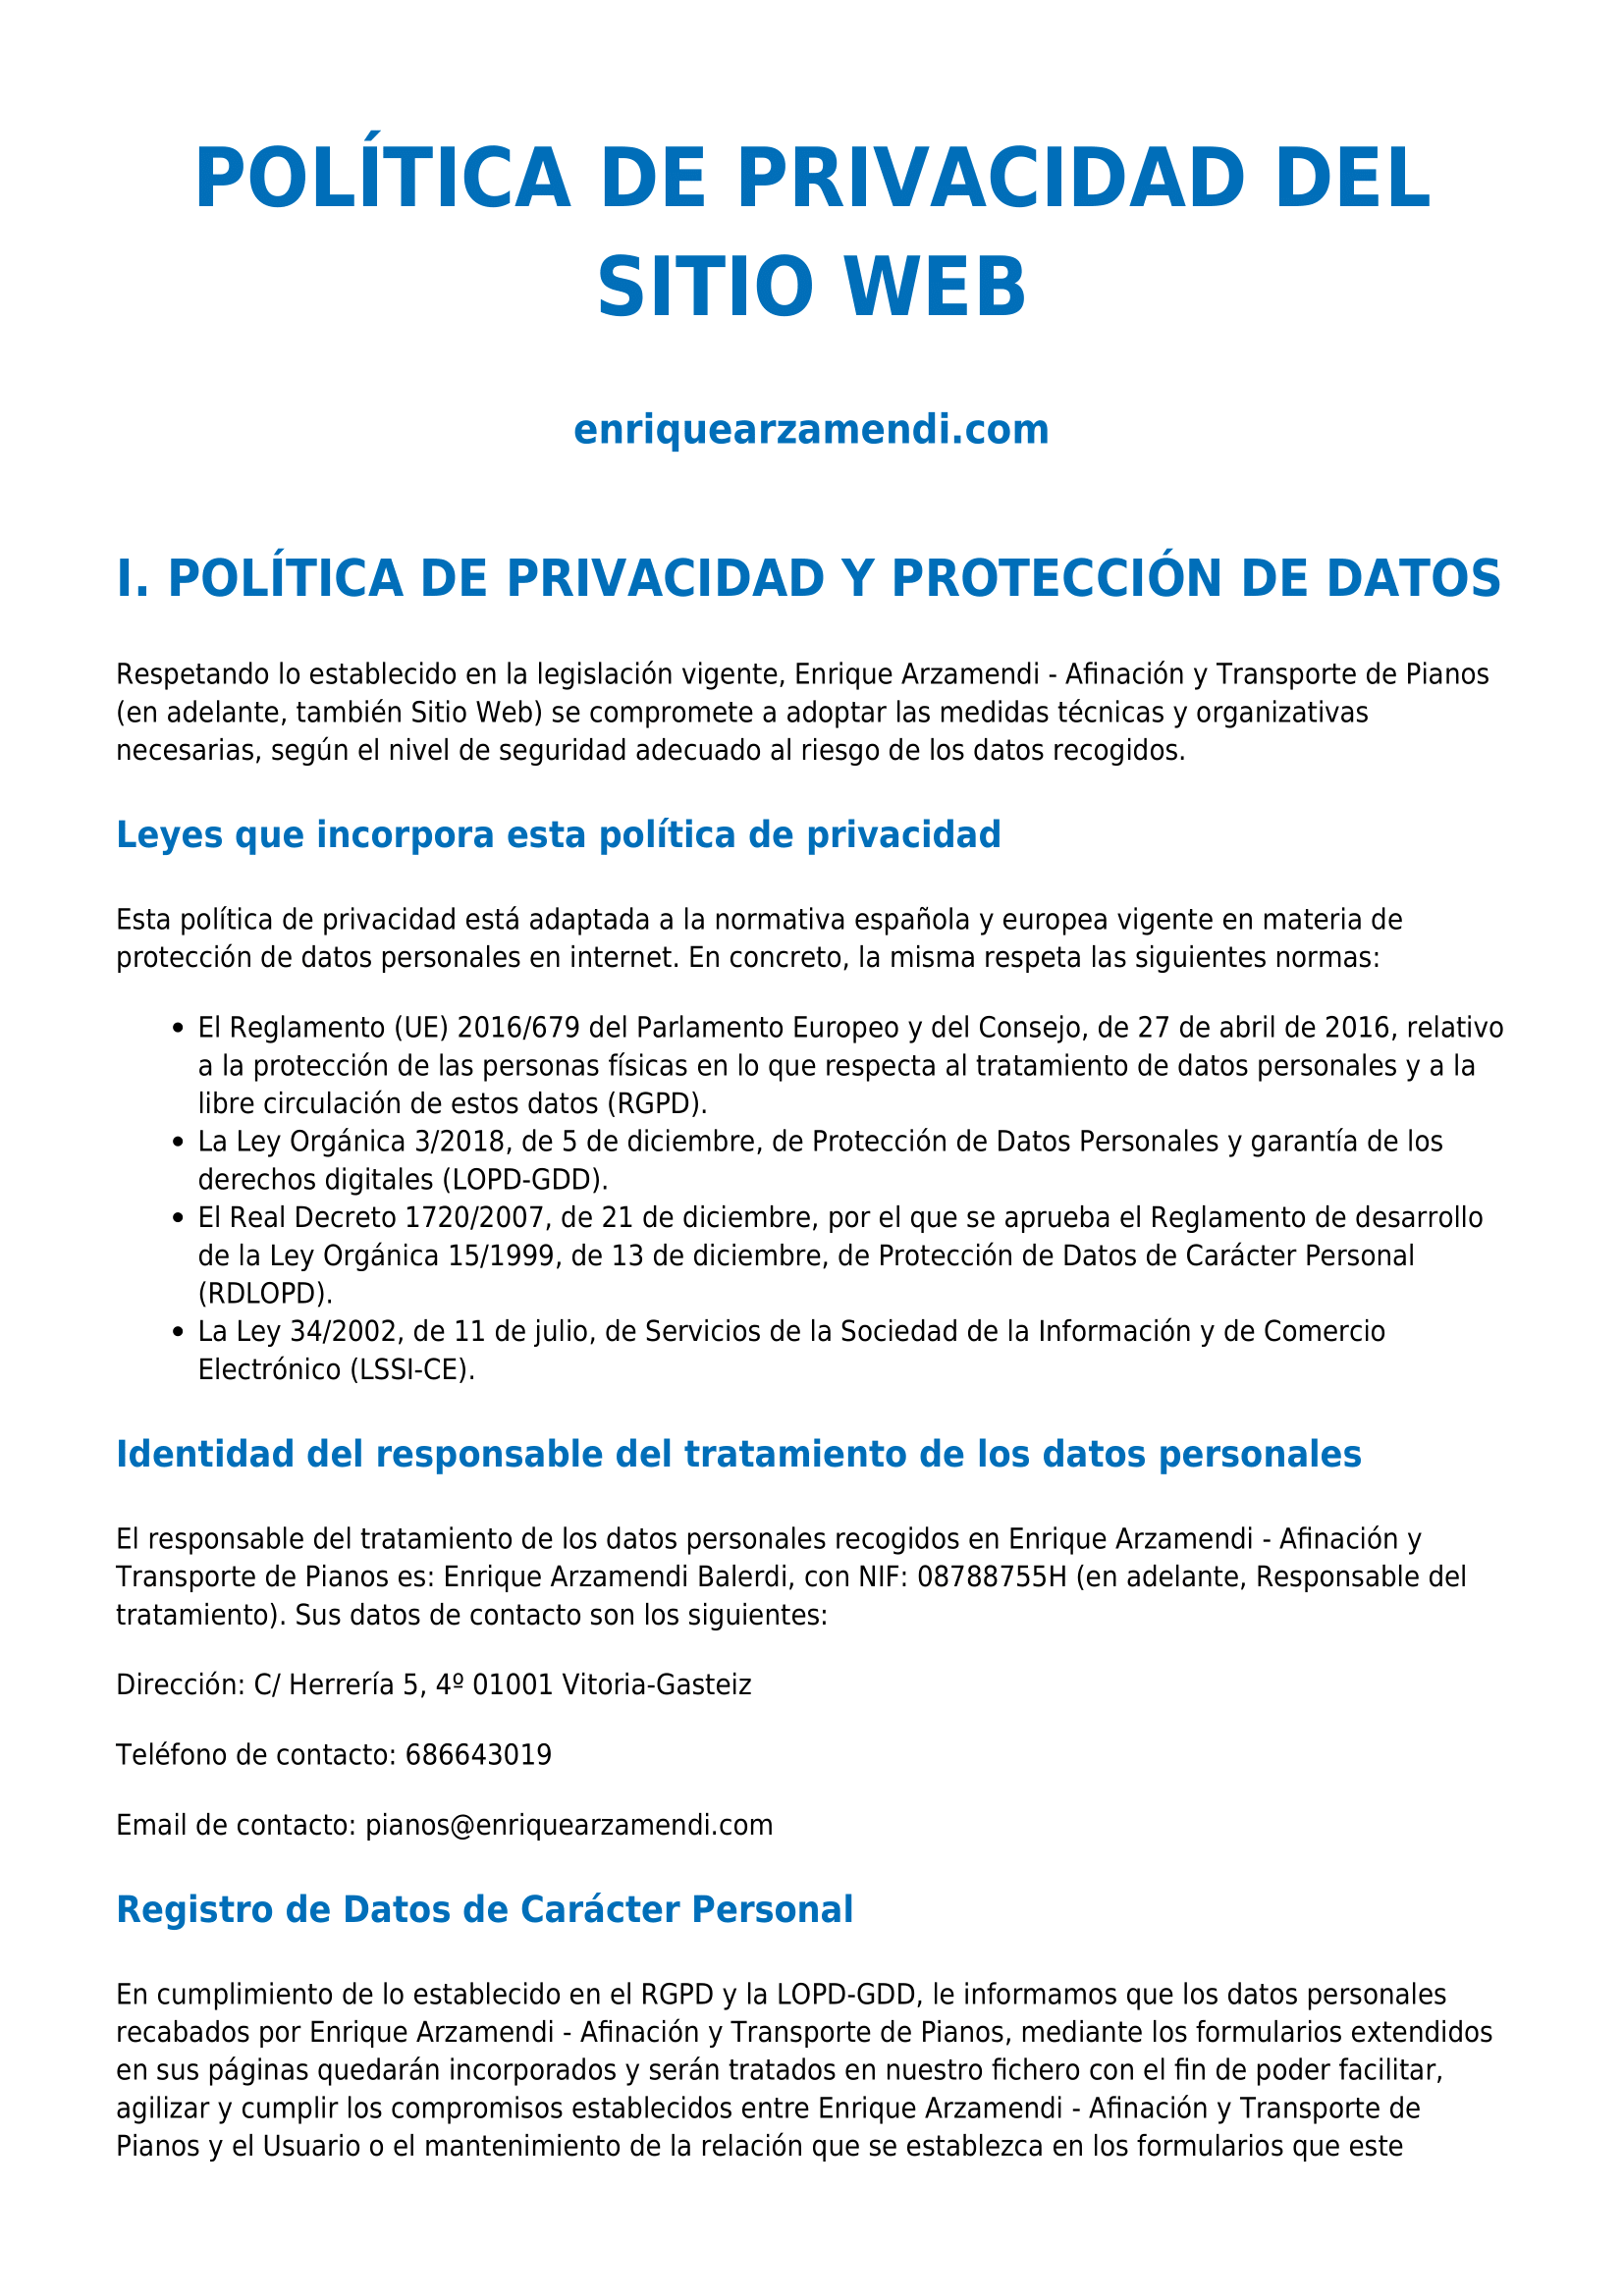 POLÍTICA DE PRIVACIDAD DEL
SITIO WEB
enriquearzamendi.com
I. POLÍTICA DE PRIVACIDAD Y PROTECCIÓN DE DATOS
Respetando lo establecido en la legislación vigente, Enrique Arzamendi - Afinación y Transporte de Pianos
(en adelante, también Sitio Web) se compromete a adoptar las medidas técnicas y organizativas
necesarias, según el nivel de seguridad adecuado al riesgo de los datos recogidos.
Leyes que incorpora esta política de privacidad
Esta política de privacidad está adaptada a la normativa española y europea vigente en materia de
protección de datos personales en internet. En concreto, la misma respeta las siguientes normas:
• El Reglamento (UE) 2016/679 del Parlamento Europeo y del Consejo, de 27 de abril de 2016, relativo
a la protección de las personas físicas en lo que respecta al tratamiento de datos personales y a la
libre circulación de estos datos (RGPD).
• La Ley Orgánica 3/2018, de 5 de diciembre, de Protección de Datos Personales y garantía de los
derechos digitales (LOPD-GDD).
• El Real Decreto 1720/2007, de 21 de diciembre, por el que se aprueba el Reglamento de desarrollo
de la Ley Orgánica 15/1999, de 13 de diciembre, de Protección de Datos de Carácter Personal
(RDLOPD).
• La Ley 34/2002, de 11 de julio, de Servicios de la Sociedad de la Información y de Comercio
Electrónico (LSSI-CE).
Identidad del responsable del tratamiento de los datos personales
El responsable del tratamiento de los datos personales recogidos en Enrique Arzamendi - Afinación y
Transporte de Pianos es: Enrique Arzamendi Balerdi, con NIF: 08788755H (en adelante, Responsable del
tratamiento). Sus datos de contacto son los siguientes:
Dirección: C/ Herrería 5, 4º 01001 Vitoria-Gasteiz
Teléfono de contacto: 686643019
Email de contacto: pianos@enriquearzamendi.com
Registro de Datos de Carácter Personal
En cumplimiento de lo establecido en el RGPD y la LOPD-GDD, le informamos que los datos personales
recabados por Enrique Arzamendi - Afinación y Transporte de Pianos, mediante los formularios extendidos
en sus páginas quedarán incorporados y serán tratados en nuestro fichero con el fin de poder facilitar,
agilizar y cumplir los compromisos establecidos entre Enrique Arzamendi - Afinación y Transporte de
Pianos y el Usuario o el mantenimiento de la relación que se establezca en los formularios que este